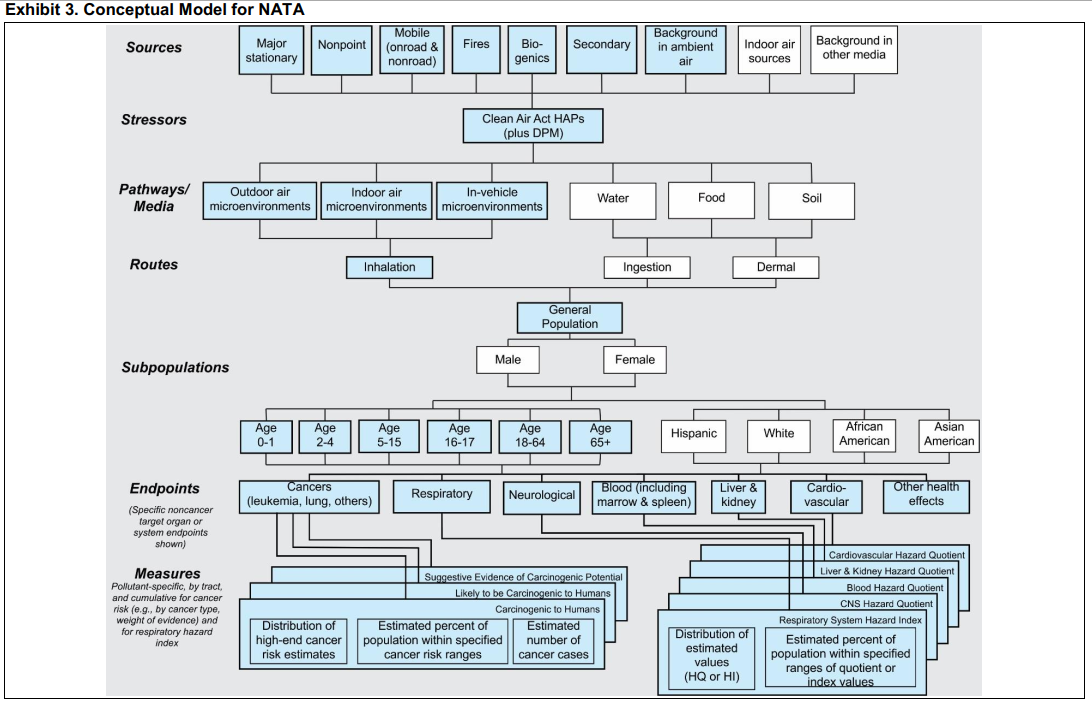 Exhibit 3. Conceptual Model for NATA
Sources
Major
stationary
Nonpoint
Mobile
(onroad &
nonroad)
Fires
Bio-
genics
Secondary
Background
in ambient
air
Indoor air
sources
Background in
other media
Stressors
Clean Air Act HAPs
(plus DPM)
Pathways/
Media
Outdoor air
microenvironments
Indoor air
microenvironments
In-vehicle
microenvironments
Water
Food
Soil
Routes
Inhalation
Ingestion
Dermal
General
Population
Subpopulations
Male
Female
Age
0-1
Age
2-4
Age
5-15
Age
16-17
Age
18-64
Age
65+
Hispanic
White
African
American
Asian
American
Endpoints
(Specific noncancer
target organ or
system endpoints
shown)
Cancers
(leukemia, lung, others)
Respiratory
Neurological
Blood (including
marrow & spleen)
Liver &
kidney
Cardio-
vascular
Other health
effects
Measures
Pollutant-specific, by tract,
and cumulative for cancer
risk (e.g., by cancer type,
weight of evidence) and
for respiratory hazard
index
Suggestive Evidence of Carcinogenic Potential
Likely to be Carcinogenic to Humans
Carcinogenic to Humans
Distribution of
high-end cancer
risk estimates
Estimated percent of
population within specified
cancer risk ranges
Estimated
number of
cancer cases
Cardiovascular Hazard Quotient
Liver & Kidney Hazard Quotient
Blood Hazard Quotient
CNS Hazard Quotient
Respiratory System Hazard Index
Distribution of
estimated
values
(HQ or HI)
Estimated percent of
population within specified
ranges of quotient or
index values